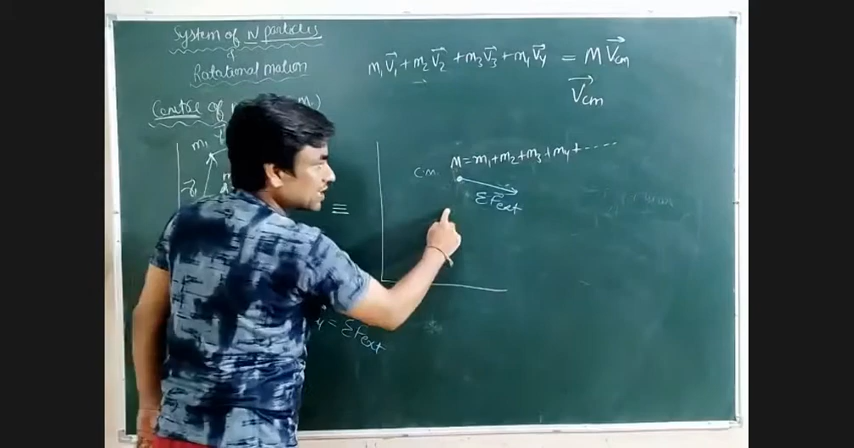 System of N particles
&
Rotational motion
Centre of M )
m₁V⃗₁ + m₂V⃗₂ + m₃V⃗₃ + m₄V⃗₄ = M V⃗cm
V⃗cm
m₁
M = m₁ + m₂ + m₃ + m₄ + ....
C.M.
ΣF⃗ext
≡
= ΣFext